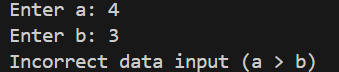 Enter a: 4
Enter b: 3
Incorrect data input (a > b)